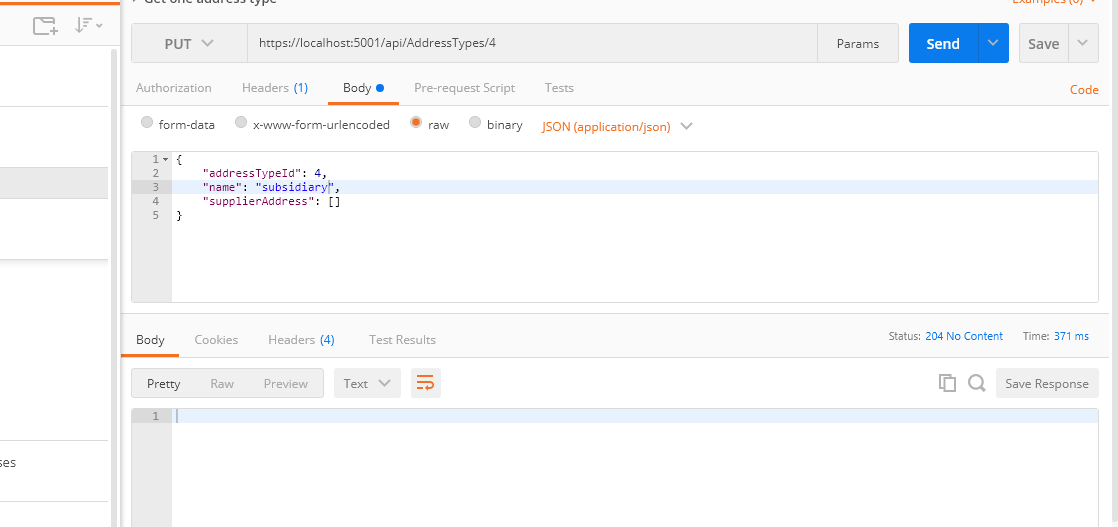 Get one address type
Examples (0)
PUT
https://localhost:5001/api/AddressTypes/4
Params
Send
Save
Authorization
Headers (1)
Body
Pre-request Script
Tests
Code
form-data
x-www-form-urlencoded
raw
binary
JSON (application/json)
1 {
2 "addressTypeId": 4,
3 "name": "subsidiary",
4 "supplierAddress": []
5 }
Body
Cookies
Headers (4)
Test Results
Status: 204 No Content
Time: 371 ms
Pretty
Raw
Preview
Text
Save Response
1
ses